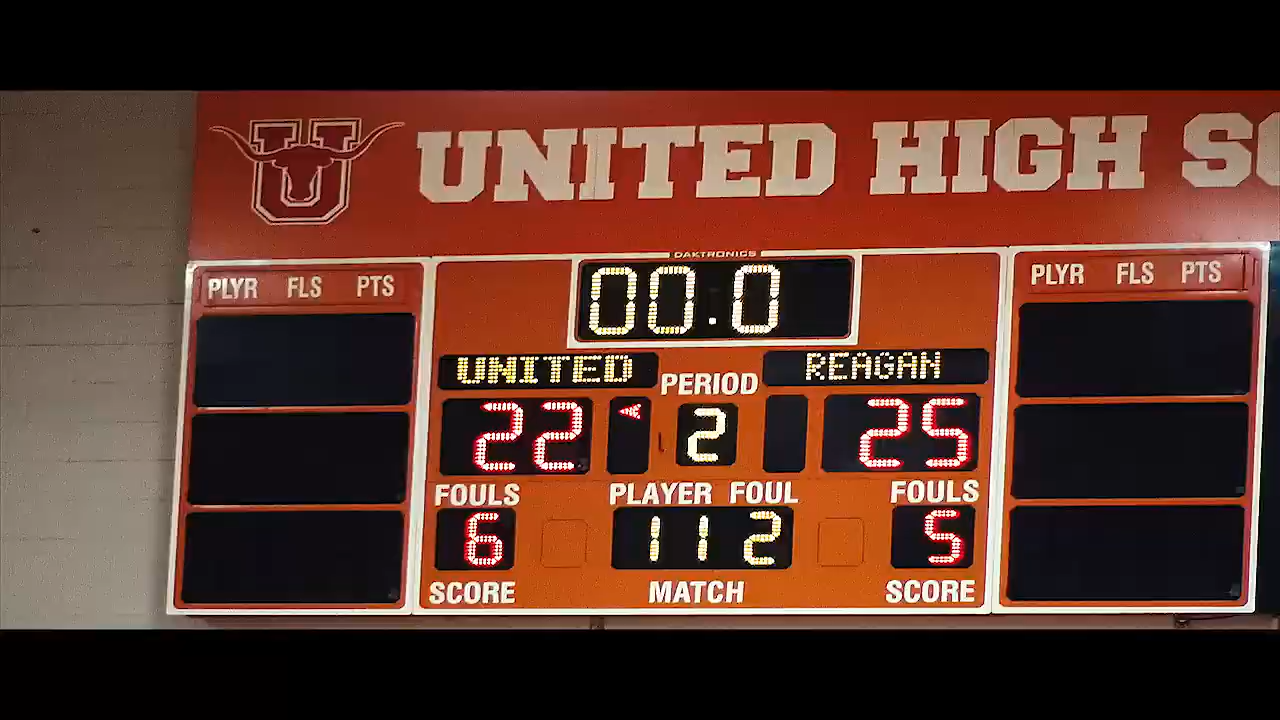 U UNITED HIGH S
DAKTRONICS
PLYR FLS PTS
00.0
PLYR FLS PTS
UNITED PERIOD REAGAN
22 2 25
FOULS PLAYER FOUL FOULS
6 11 2 5
SCORE MATCH SCORE